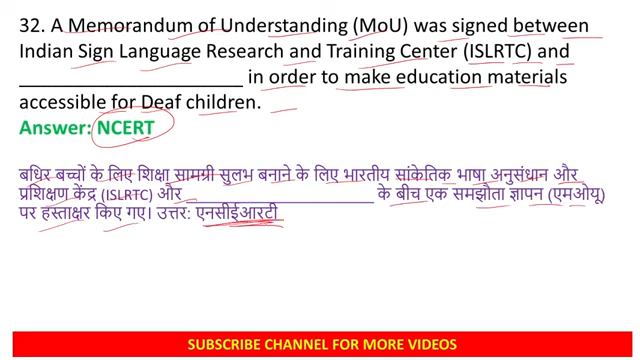 32. A Memorandum of Understanding (MoU) was signed between
Indian Sign Language Research and Training Center (ISLRTC) and
____________________ in order to make education materials
accessible for Deaf children.
Answer: NCERT
बधिर बच्चों के लिए शिक्षा सामग्री सुलभ बनाने के लिए भारतीय सांकेतिक भाषा अनुसंधान और
प्रशिक्षण केंद्र (ISLRTC) और ____________________ के बीच एक समझौता ज्ञापन (एमओयू)
पर हस्ताक्षर किए गए। उत्तर: एनसीईआरटी
SUBSCRIBE CHANNEL FOR MORE VIDEOS